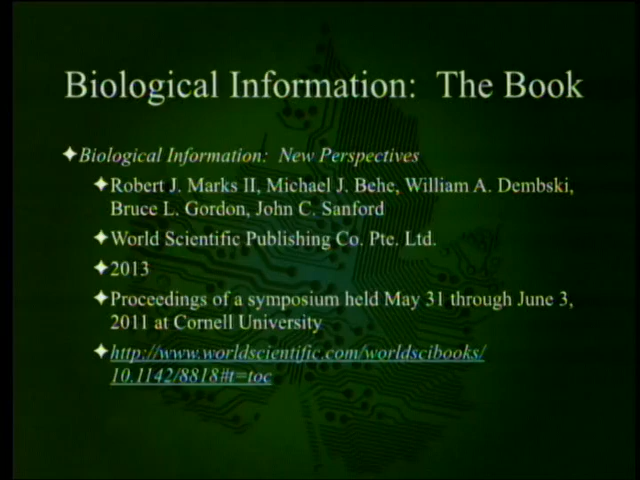 Biological Information: The Book
Biological Information: New Perspectives
Robert J. Marks II, Michael J. Behe, William A. Dembski,
Bruce L. Gordon, John C. Sanford
World Scientific Publishing Co. Pte. Ltd.
2013
Proceedings of a symposium held May 31 through June 3,
2011 at Cornell University
http://www.worldscientific.com/worldscibooks/
10.1142/8818#t=toc